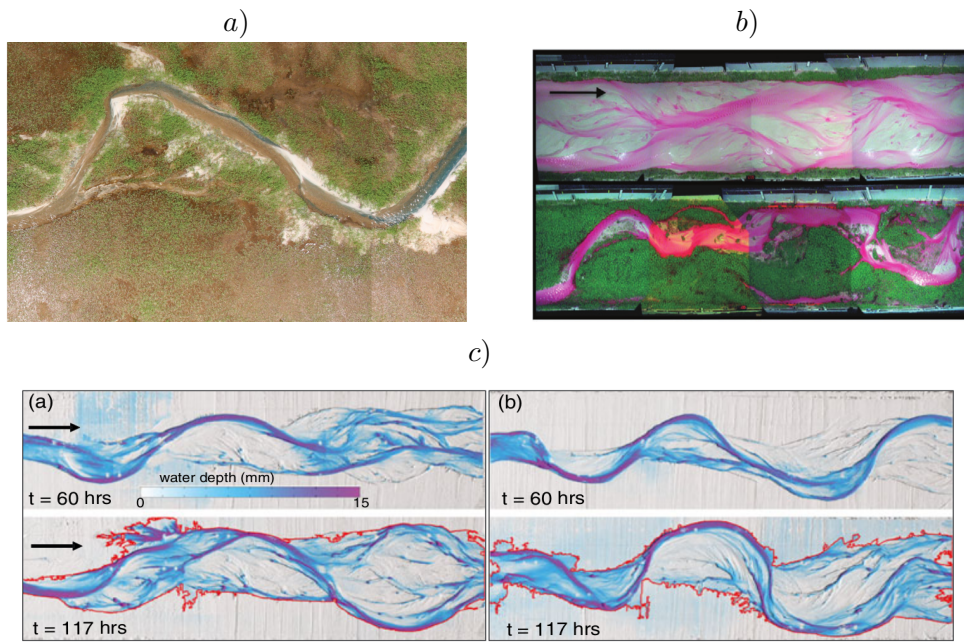 a)
b)
c)
(a)
(b)
water depth (mm)
0
15
t = 60 hrs
t = 60 hrs
t = 117 hrs
t = 117 hrs